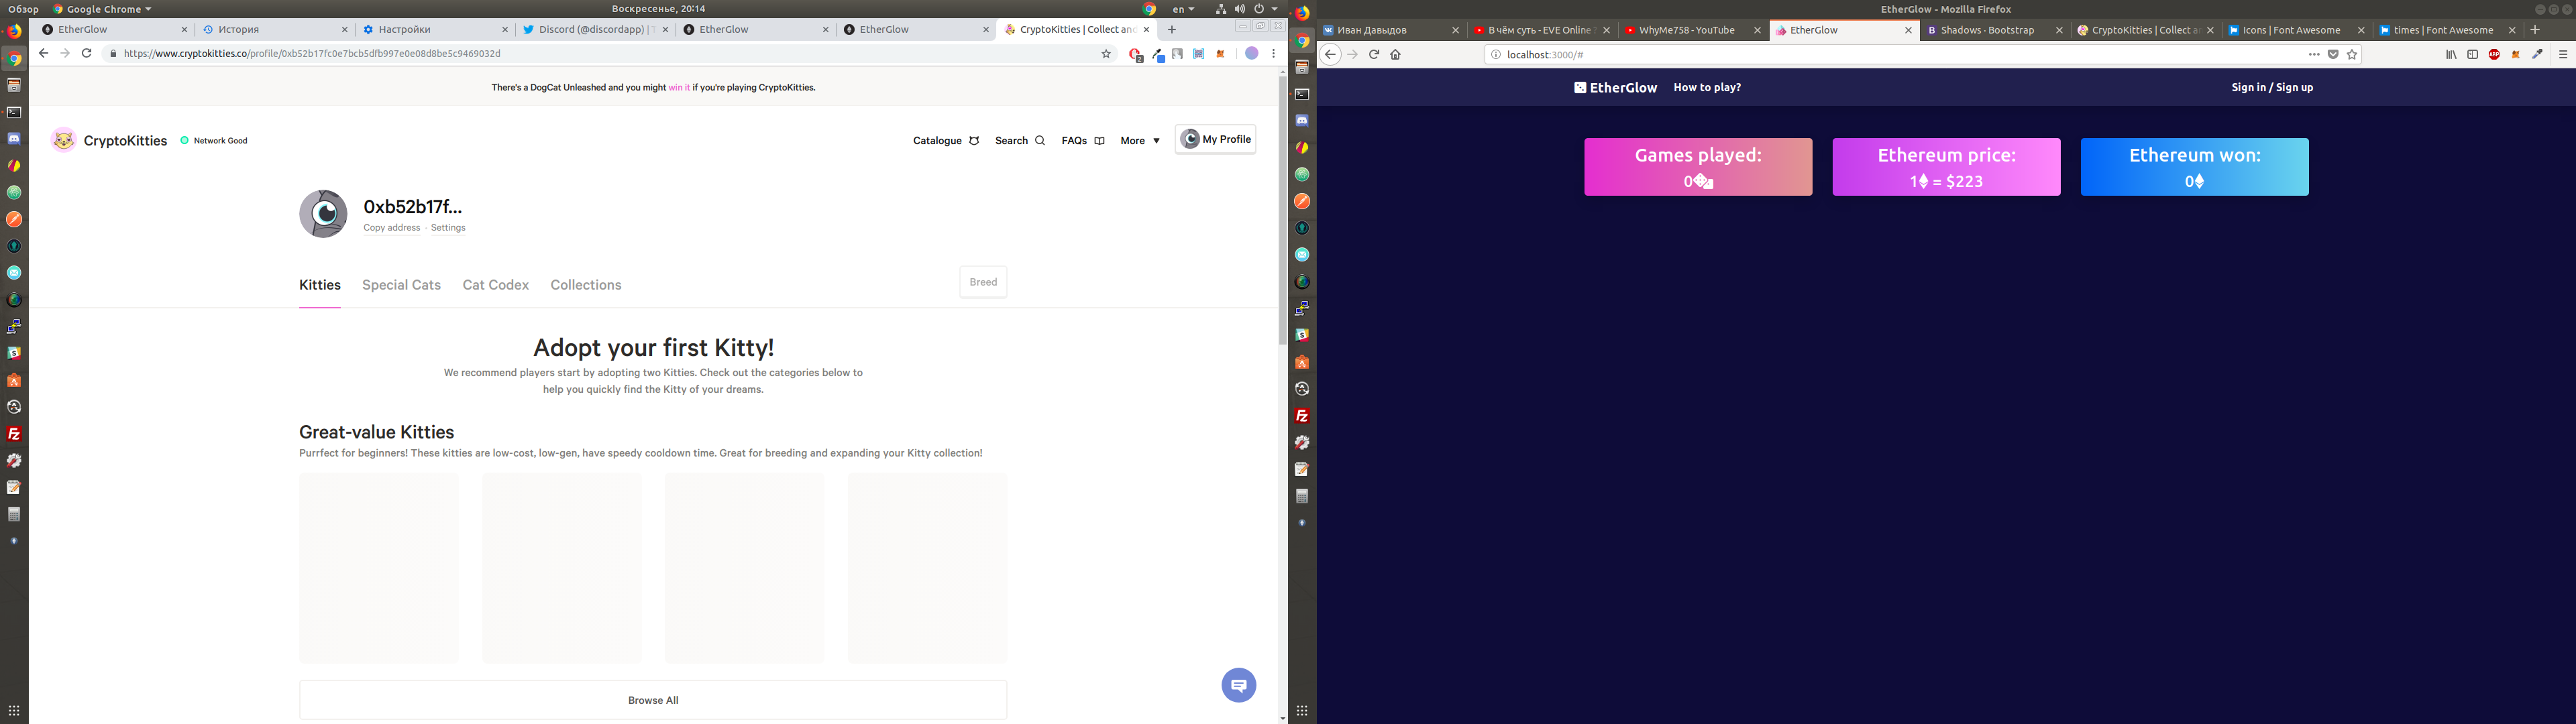 Обзор
Google Chrome
Воскресенье, 20:14
en
EtherGlow
История
Настройки
Discord (@discordapp) | T
EtherGlow
EtherGlow
CryptoKitties | Collect and
https://www.cryptokitties.co/profile/0xb52b17fc0e7bcb5dfb997e0e08d8be5c9469032d
2
There's a DogCat Unleashed and you might win it if you're playing CryptoKitties.
CryptoKitties
Network Good
Catalogue
Search
FAQs
More
My Profile
0xb52b17f...
Copy address · Settings
Kitties
Special Cats
Cat Codex
Collections
Breed
Adopt your first Kitty!
We recommend players start by adopting two Kitties. Check out the categories below to
help you quickly find the Kitty of your dreams.
Great-value Kitties
Purrfect for beginners! These kitties are low-cost, low-gen, have speedy cooldown time. Great for breeding and expanding your Kitty collection!
Browse All
EtherGlow - Mozilla Firefox
Иван Давыдов
В чём суть - EVE Online
WhyMe758 - YouTube
EtherGlow
Shadows · Bootstrap
CryptoKitties | Collect an
Icons | Font Awesome
times | Font Awesome
localhost:3000/#
ABP
EtherGlow
How to play?
Sign in / Sign up
Games played:
0
Ethereum price:
1 = $223
Ethereum won:
0